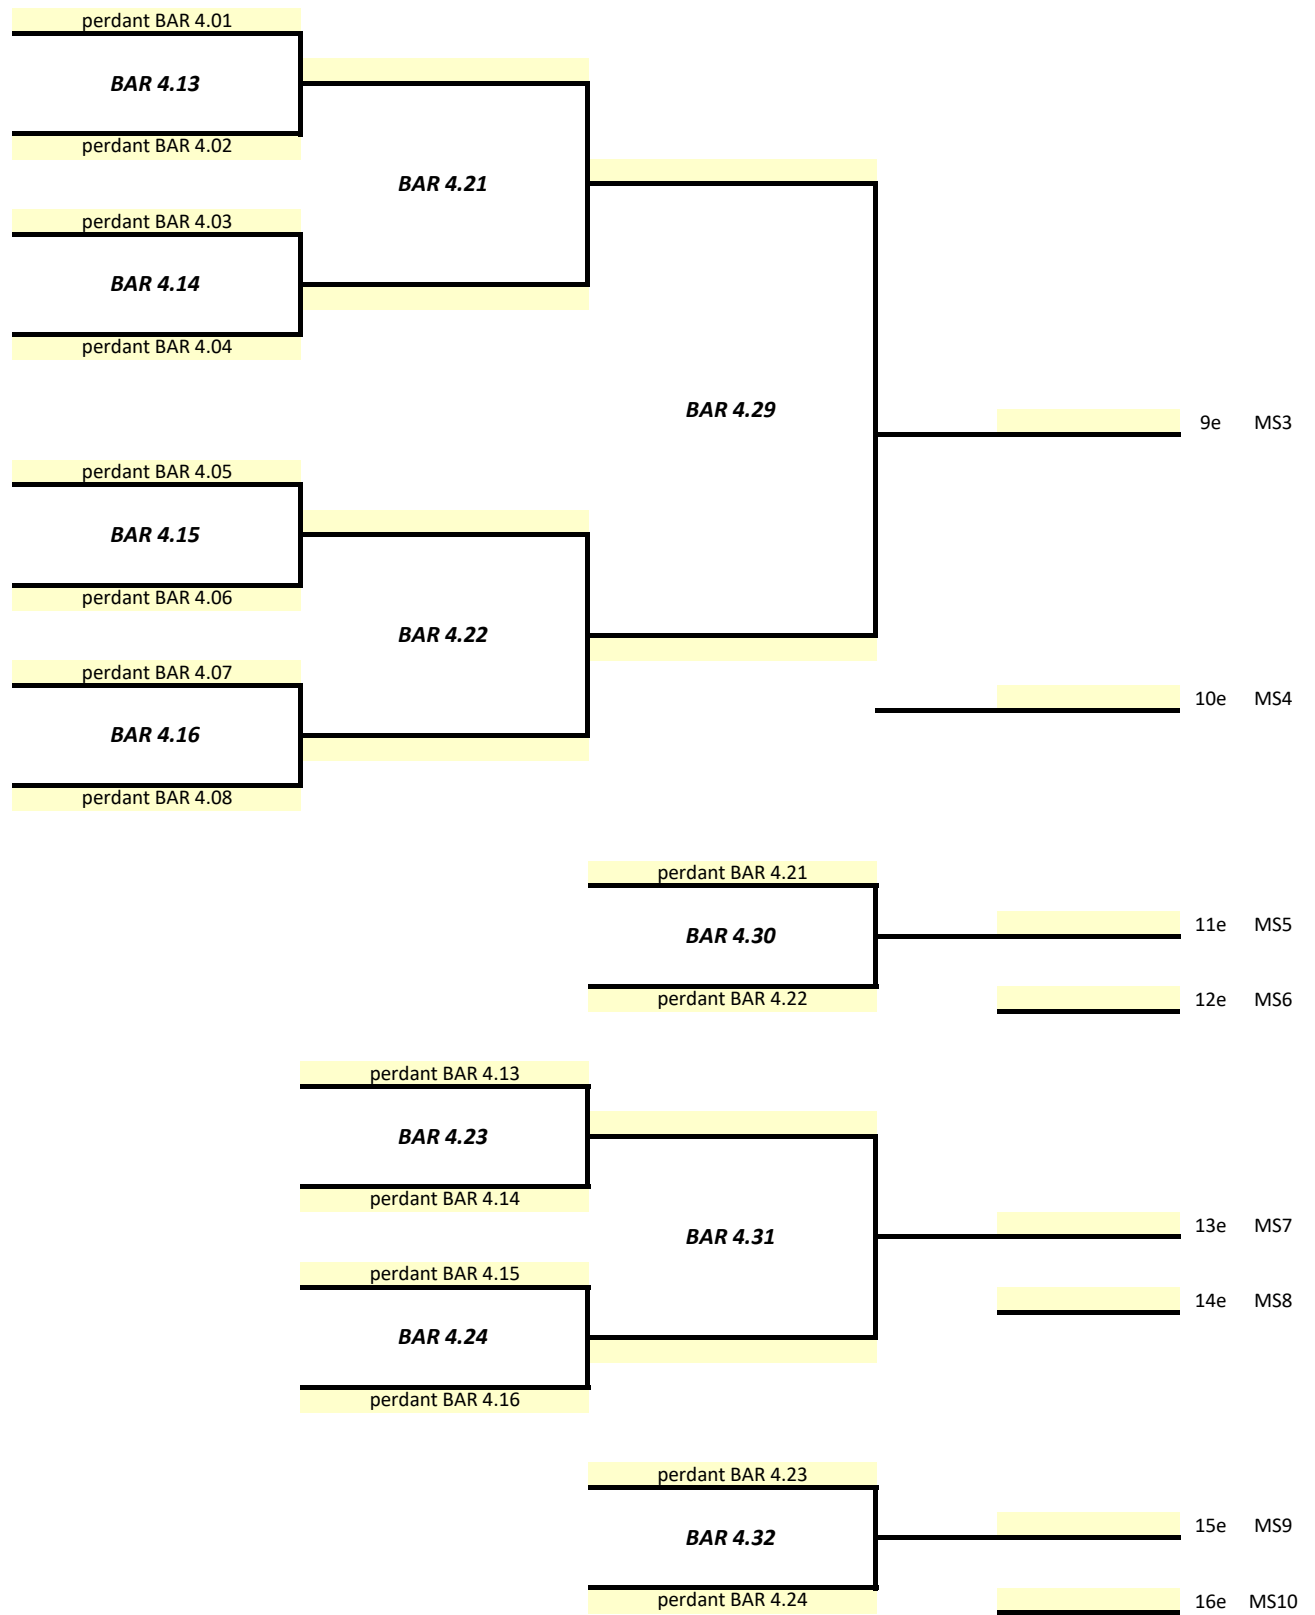 perdant BAR 4.01
BAR 4.13
perdant BAR 4.02
BAR 4.21
perdant BAR 4.03
BAR 4.14
perdant BAR 4.04
BAR 4.29
9e MS3
perdant BAR 4.05
BAR 4.15
perdant BAR 4.06
BAR 4.22
perdant BAR 4.07
10e MS4
BAR 4.16
perdant BAR 4.08
perdant BAR 4.21
11e MS5
BAR 4.30
perdant BAR 4.22
12e MS6
perdant BAR 4.13
BAR 4.23
perdant BAR 4.14
13e MS7
BAR 4.31
perdant BAR 4.15
14e MS8
BAR 4.24
perdant BAR 4.16
perdant BAR 4.23
15e MS9
BAR 4.32
perdant BAR 4.24
16e MS10